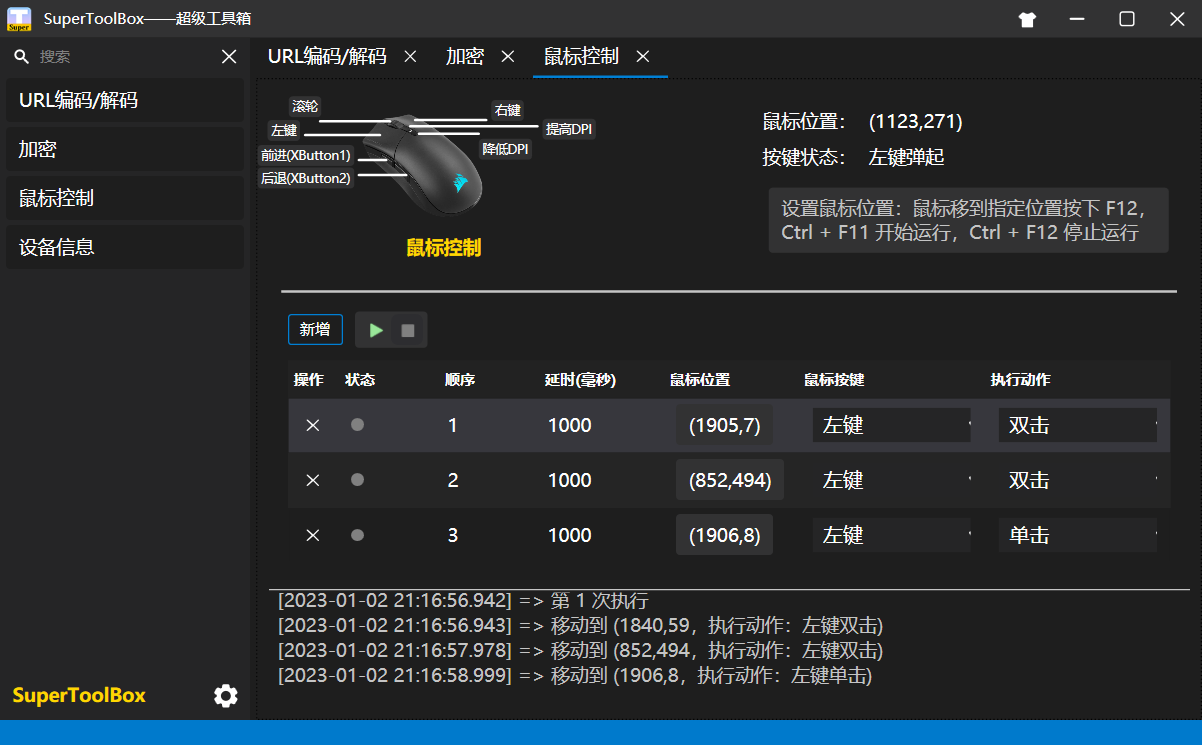 SuperToolBox——超级工具箱
搜索
URL编码/解码
加密
鼠标控制
设备信息
SuperToolBox
URL编码/解码
加密
鼠标控制
滚轮
右键
左键
提高DPI
前进(XButton1)
降低DPI
后退(XButton2)
鼠标控制
鼠标位置： (1123,271)
按键状态： 左键弹起
设置鼠标位置：鼠标移到指定位置按下 F12，
Ctrl + F11 开始运行，Ctrl + F12 停止运行
新增
操作 状态 顺序 延时(毫秒) 鼠标位置 鼠标按键 执行动作
1 1000 (1905,7) 左键 双击
2 1000 (852,494) 左键 双击
3 1000 (1906,8) 左键 单击
[2023-01-02 21:16:56.942] => 第 1 次执行
[2023-01-02 21:16:56.943] => 移动到 (1840,59，执行动作：左键双击)
[2023-01-02 21:16:57.978] => 移动到 (852,494，执行动作：左键双击)
[2023-01-02 21:16:58.999] => 移动到 (1906,8，执行动作：左键单击)